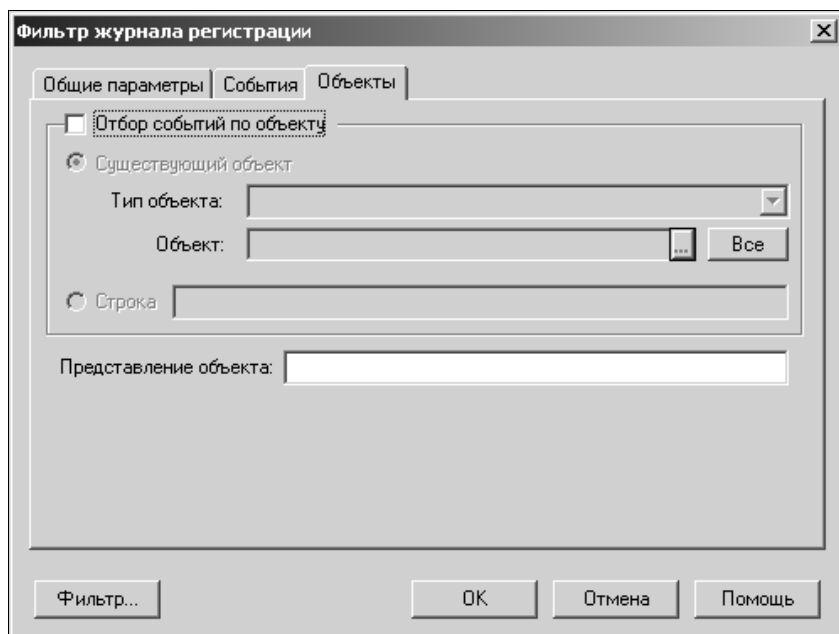 Фильтр журнала регистрации
Общие параметры События Объекты
Отбор событий по объекту
Существующий объект
Тип объекта:
Объект: ... Все
Строка
Представление объекта:
Фильтр... OK Отмена Помощь